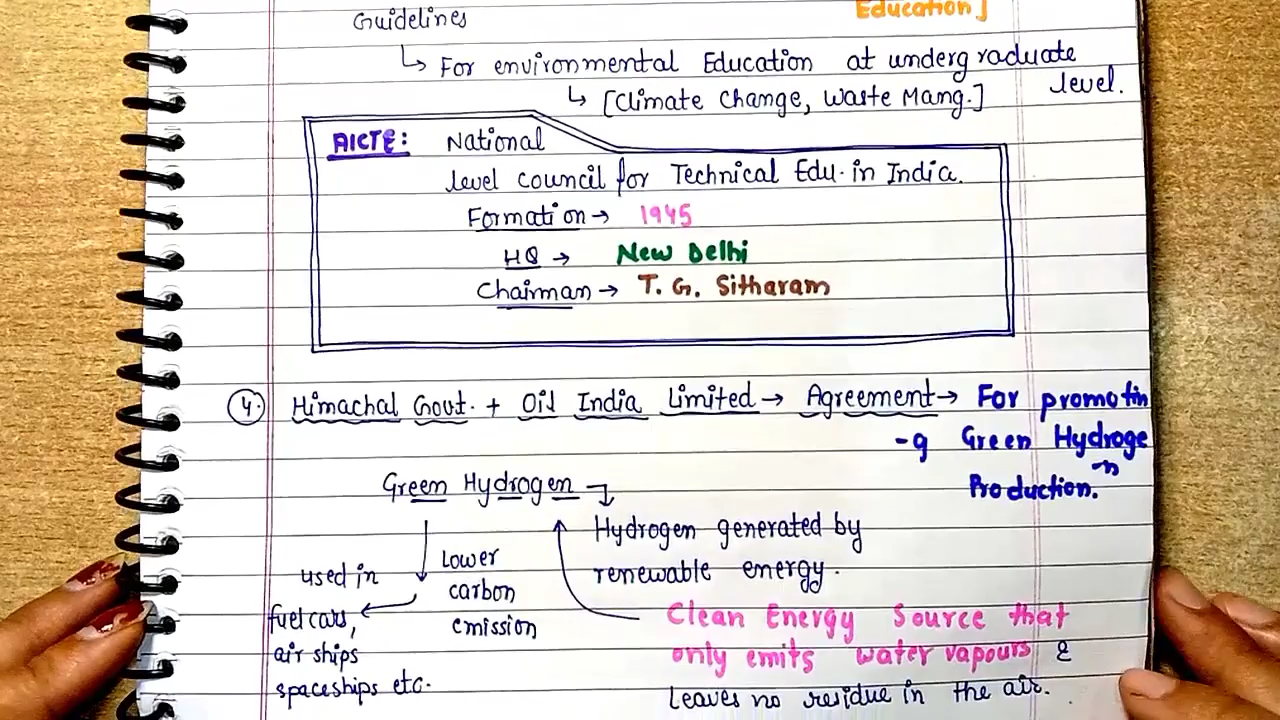 Guidelines
Education]
↳ For environmental Education at undergraduate level.
↳ [Climate Change, Waste Mang.]
AICTE: National
level council for Technical Edu. in India.
Formation → 1945
HQ → New Delhi
Chairman → T. G. Sitharam
4. Himachal Govt. + Oil India Limited → Agreement → For promotin
-g Green Hydroge
-n
Production.
Green Hydrogen
Hydrogen generated by
renewable energy.
Lower
carbon
emission
used in
fuel cars,
air ships
spaceships etc.
Clean Energy Source that
only emits water vapours &
leaves no residue in the air.